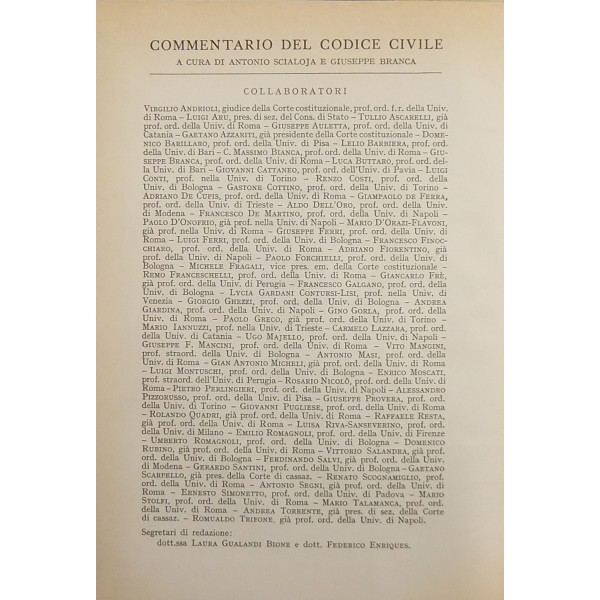 COMMENTARIO DEL CODICE CIVILE
A CURA DI ANTONIO SCIALOJA E GIUSEPPE BRANCA
COLLABORATORI
VIRGILIO ANDRIOLI, giudice della Corte costituzionale, prof. ord. f. r. della Univ.
di Roma – LUIGI ARU, pres. di sez. del Cons. di Stato – TULLIO ASCARELLI, già
prof. ord. della Univ. di Roma – GIUSEPPE AULETTA, prof. ord. della Univ. di
Catania – GAETANO AZZARITI, già presidente della Corte costituzionale – DOME-
NICO BARILLARO, prof. ord. della Univ. di Pisa – LELIO BARBIERA, prof. ord.
della Univ. di Bari – C. MASSIMO BIANCA, prof. ord. della Univ. di Roma – GIU-
SEPPE BRANCA, prof. ord. della Univ. di Roma – LUCA BUTTARO, prof. ord. del-
la Univ. di Bari – GIOVANNI CATTANEO, prof. ord. dell'Univ. di Pavia – LUIGI
CONTI, prof. nella Univ. di Torino – RENZO COSTI, prof. ord. della Univ.
di Bologna – GASTONE COTTINO, prof. ord. della Univ. di Torino –
ADRIANO DE CUPIS, prof. ord. della Univ. di Roma – GIAMPAOLO DE FERRA,
prof. ord. della Univ. di Trieste – ALDO DELL'ORO, prof. ord. della Univ.
di Modena – FRANCESCO DE MARTINO, prof. ord. della Univ. di Napoli –
PAOLO D'ONOFRIO, già prof. nella Univ. di Napoli – MARIO D'ORAZI-FLAVONI,
già prof. ord. nella Univ. di Roma – GIUSEPPE FERRI, prof. ord. della Univ. di
Roma – LUIGI FERRI, prof. ord. della Univ. di Bologna – FRANCESCO FINOC-
CHIARO, prof. ord. della Univ. di Roma – ADRIANO FIORENTINO, già
prof. della Univ. di Napoli – PAOLO FORCHIELLI, prof. ord. della Univ. di
Bologna – MICHELE FRAGALI, vice pres. em. della Corte costituzionale –
REMO FRANCESCHELLI, prof. ord. della Univ. di Roma – GIANCARLO FRÈ,
già prof. ord. della Univ. di Perugia – FRANCESCO GALGANO, prof. ord. della
Univ. di Bologna – LYCIA GARDANI CONTURSI-LISI, prof. nella Univ. di
Venezia – GIORGIO GHEZZI, prof. ord. della Univ. di Bologna – ANDREA
GIARDINA, prof. ord. della Univ. di Napoli – GINO GORLA, prof. ord. della
Univ. di Roma – PAOLO GRECO, già prof. ord. della Univ. di Torino –
MARIO IANNUZZI, prof. nella Univ. di Trieste – CARMELO LAZZARA, prof. ord.
della Univ. di Catania – UGO MAJELLO, prof. ord. della Univ. di Napoli –
GIUSEPPE F. MANCINI, prof. ord. della Univ. di Roma – VITO MANGINI,
prof. straord. della Univ. di Bologna – ANTONIO MASI, prof. ord. della
Univ. di Roma – GIAN ANTONIO MICHELI, già prof. ord. della Univ. di Roma
– LUIGI MONTUSCHI, prof. ord. della Univ. di Bologna – ENRICO MOSCATI,
prof. straord. dell'Univ. di Perugia – ROSARIO NICOLÒ, prof. ord. della Univ. di
Roma – PIETRO PERLINGIERI, prof. ord. della Univ. di Napoli – ALESSANDRO
PIZZORUSSO, prof. ord. della Univ. di Pisa – GIUSEPPE PROVERA, prof. ord.
della Univ. di Torino – GIOVANNI PUGLIESE, prof. ord. della Univ. di Roma
– ROLANDO QUADRI, già prof. ord. della Univ. di Roma – RAFFAELE RESTA,
già prof. ord. della Univ. di Roma – LUISA RIVA-SANSEVERINO, prof. ord.
della Univ. di Milano – EMILIO ROMAGNOLI, prof. ord. della Univ. di Firenze
– UMBERTO ROMAGNOLI, prof. ord. della Univ. di Bologna – DOMENICO
RUBINO, già prof. ord. della Univ. di Roma – VITTORIO SALANDRA, già prof.
ord. della Univ. di Bologna – FERDINANDO SALVI, già prof. ord. della Univ.
di Modena – GERARDO SANTINI, prof. ord. della Univ. di Bologna – GAETANO
SCARPELLO, già pres. della Corte di cassaz. – RENATO SCOGNAMIGLIO, prof.
ord. della Univ. di Roma – ANTONIO SEGNI, già prof. ord. della Univ. di
Roma – ERNESTO SIMONETTO, prof. ord. della Univ. di Padova – MARIO
STOLFI, prof. ord. della Univ. di Roma – MARIO TALAMANCA, prof. ord.
della Univ. di Roma – ANDREA TORRENTE, già pres. di sez. della Corte
di cassaz. – ROMUALDO TRIFONE, già prof. ord. della Univ. di Napoli.
Segretari di redazione:
dott.ssa LAURA GUALANDI BIONE e dott. FEDERICO ENRIQUES.